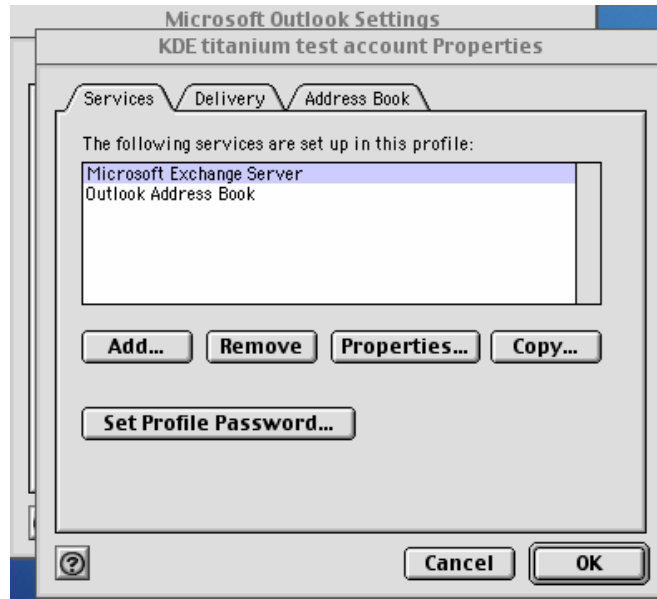 Microsoft Outlook Settings
KDE titanium test account Properties
Services Delivery Address Book
The following services are set up in this profile:
Microsoft Exchange Server
Outlook Address Book
Add... Remove Properties... Copy...
Set Profile Password...
? Cancel OK